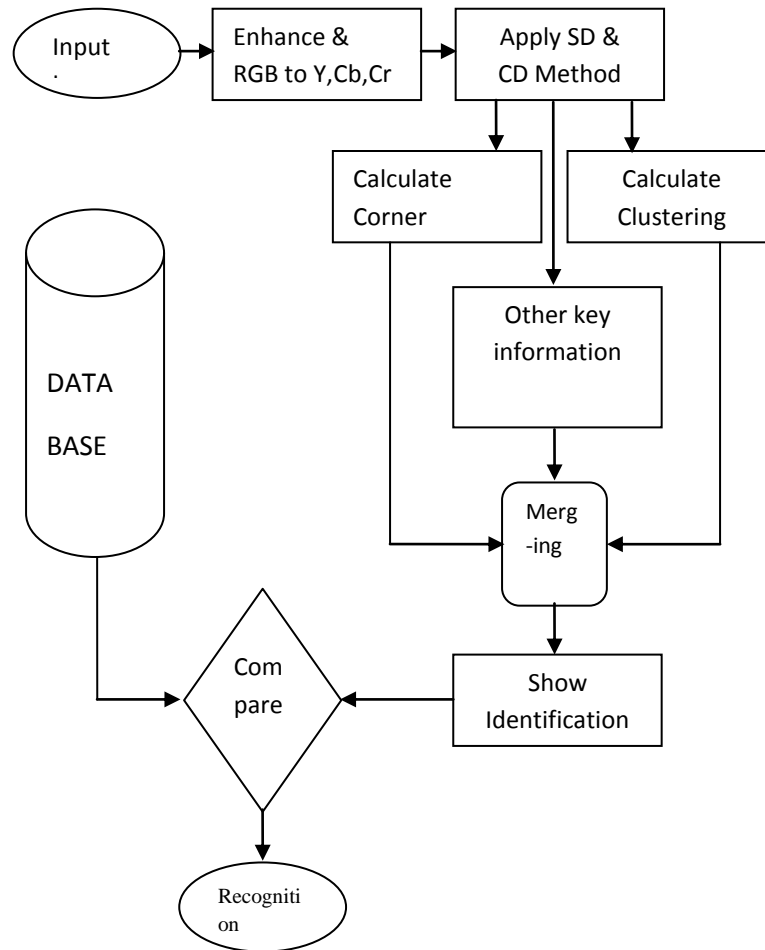 Input
.
Enhance &
RGB to Y,Cb,Cr
Apply SD &
CD Method
Calculate
Corner
Calculate
Clustering
Other key
information
DATA
BASE
Merg
-ing
Com
pare
Show
Identification
Recogniti
on